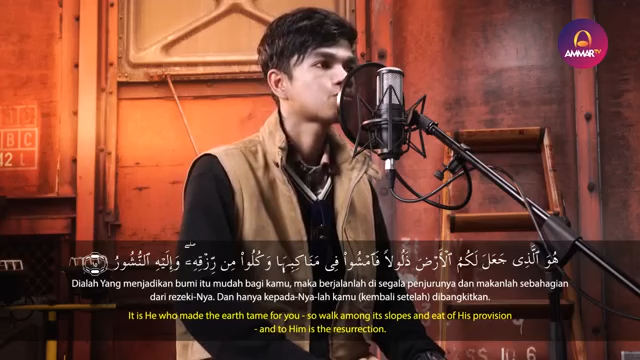 AMMARTV
هُوَ ٱلَّذِى جَعَلَ لَكُمُ ٱلْأَرْضَ ذَلُولًا فَٱمْشُوا۟ فِى مَنَاكِبِهَا وَكُلُوا۟ مِن رِّزْقِهِۦ ۖ وَإِلَيْهِ ٱلنُّشُورُ
Dialah Yang menjadikan bumi itu mudah bagi kamu, maka berjalanlah di segala penjurunya dan makanlah sebahagian
dari rezeki-Nya. Dan hanya kepada-Nya-lah kamu (kembali setelah) dibangkitkan.
It is He who made the earth tame for you - so walk among its slopes and eat of His provision
- and to Him is the resurrection.